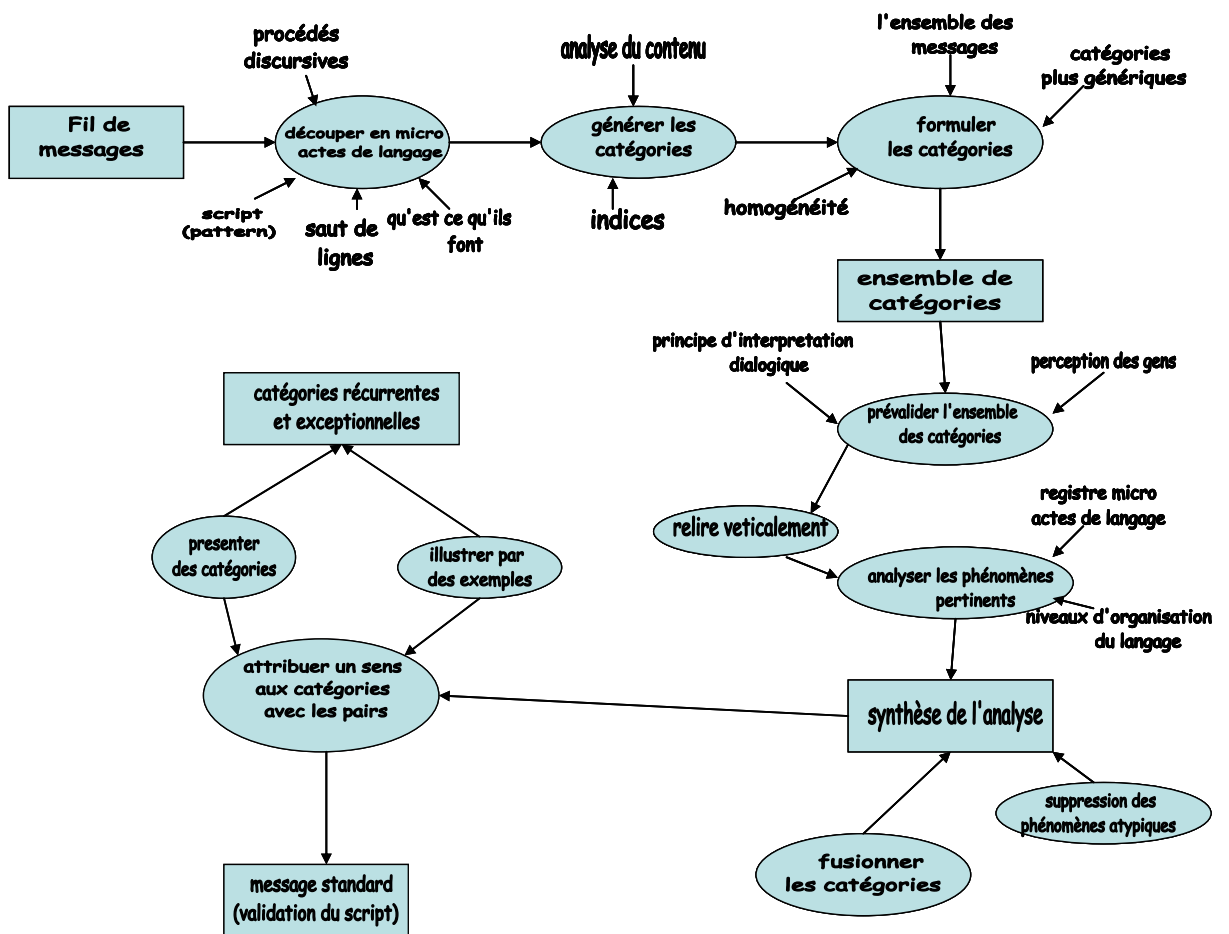 procédés
discursives
analyse du contenu
l'ensemble des
messages
catégories
plus génériques
Fil de
messages
découper en micro
actes de langage
générer les
catégories
formuler
les catégories
script
(pattern)
saut de
lignes
qu'est ce qu'ils
font
indices
homogénéité
ensemble de
catégories
principe d'interpretation
dialogique
perception des gens
catégories récurrentes
et exceptionnelles
prévalider l'ensemble
des catégories
relire veticalement
registre micro
actes de langage
presenter
des catégories
illustrer par
des exemples
analyser les phénomènes
pertinents
niveaux d'organisation
du langage
attribuer un sens
aux catégories
avec les pairs
synthèse de l'analyse
suppression des
phénomènes atypiques
fusionner
les catégories
message standard
(validation du script)